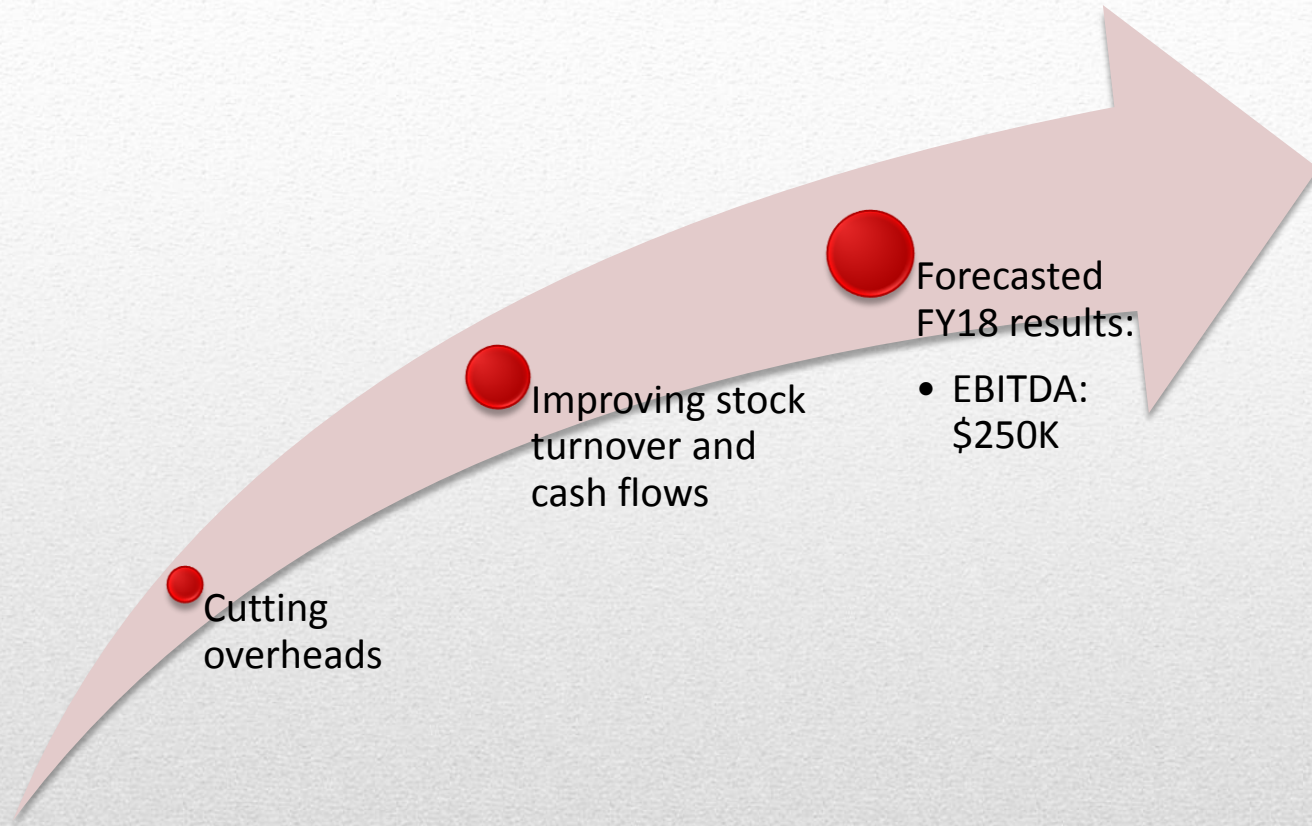 Forecasted
FY18 results:
• EBITDA:
$250K
Improving stock
turnover and
cash flows
Cutting
overheads